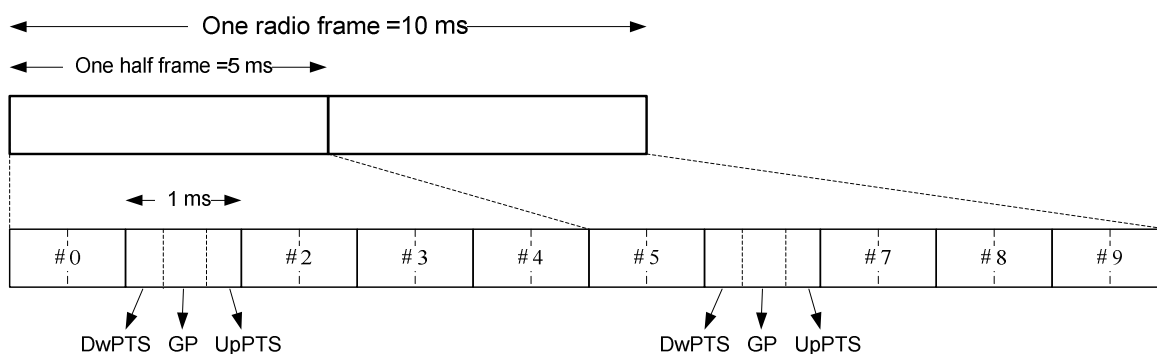 One radio frame =10 ms
One half frame =5 ms
1 ms
#0 #2 #3 #4 #5 #7 #8 #9
DwPTS GP UpPTS DwPTS GP UpPTS